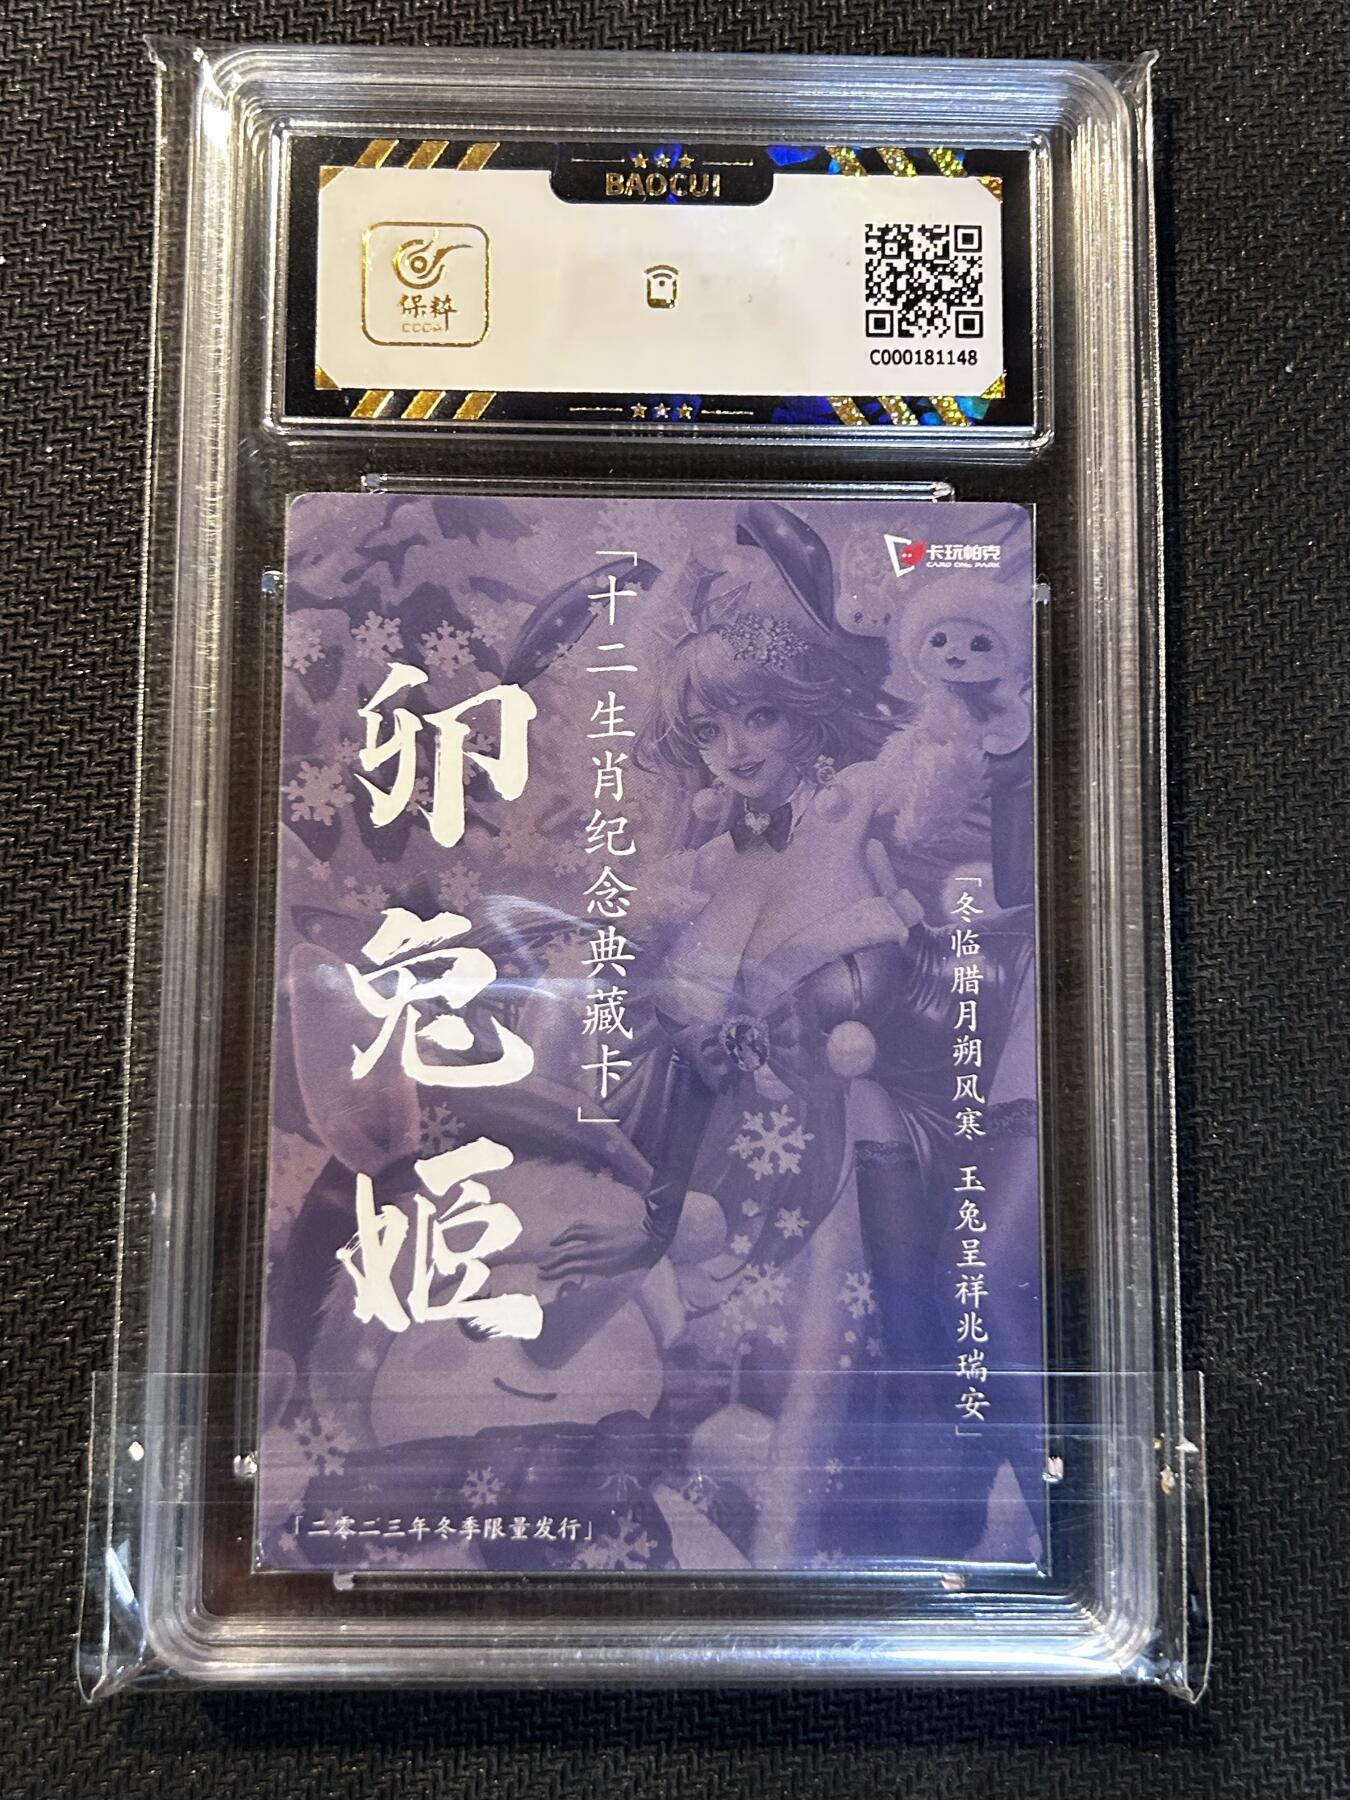 BAOCUI
保粹
CCGA
C000181148
卡玩帕克
CARD ONE PARK
「十二生肖纪念典藏卡」
卯兔姬
「冬临腊月朔风寒 玉兔呈祥兆瑞安」
「二零二三年冬季限量发行」